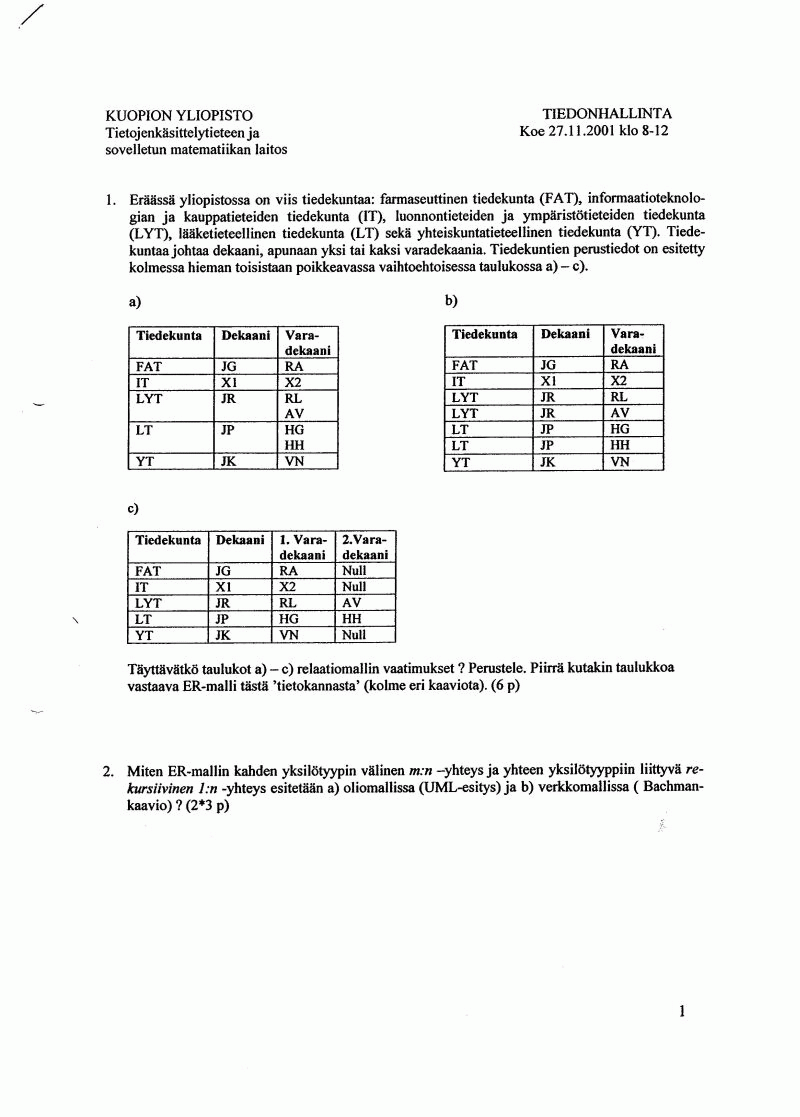 KUOPION YLIOPISTO
Tietojenkäsittelytieteen ja
sovelletun matematiikan laitos
TIEDONHALLINTA
Koe 27.11.2001 klo 8-12
1. Eräässä yliopistossa on viis tiedekuntaa: farmaseuttinen tiedekunta (FAT), informaatioteknolo-
gian ja kauppatieteiden tiedekunta (IT), luonnontieteiden ja ympäristötieteiden tiedekunta
(LYT), lääketieteellinen tiedekunta (LT) sekä yhteiskuntatieteellinen tiedekunta (YT). Tiede-
kuntaa johtaa dekaani, apunaan yksi tai kaksi varadekaania. Tiedekuntien perustiedot on esitetty
kolmessa hieman toisistaan poikkeavassa vaihtoehtoisessa taulukossa a) – c).
a)
Tiedekunta Dekaani Vara-
dekaani
FAT JG RA
IT X1 X2
LYT JR RL
AV
LT JP HG
HH
YT JK VN
b)
Tiedekunta Dekaani Vara-
dekaani
FAT JG RA
IT X1 X2
LYT JR RL
LYT JR AV
LT JP HG
LT JP HH
YT JK VN
c)
Tiedekunta Dekaani 1. Vara- 2.Vara-
dekaani dekaani
FAT JG RA Null
IT X1 X2 Null
LYT JR RL AV
LT JP HG HH
YT JK VN Null
Täyttävätkö taulukot a) – c) relaatiomallin vaatimukset ? Perustele. Piirrä kutakin taulukkoa
vastaava ER-malli tästä 'tietokannasta' (kolme eri kaaviota). (6 p)
2. Miten ER-mallin kahden yksilötyypin välinen m:n –yhteys ja yhteen yksilötyyppiin liittyvä re-
kursiivinen 1:n -yhteys esitetään a) oliomallissa (UML-esitys) ja b) verkkomallissa ( Bachman-
kaavio) ? (2*3 p)
1